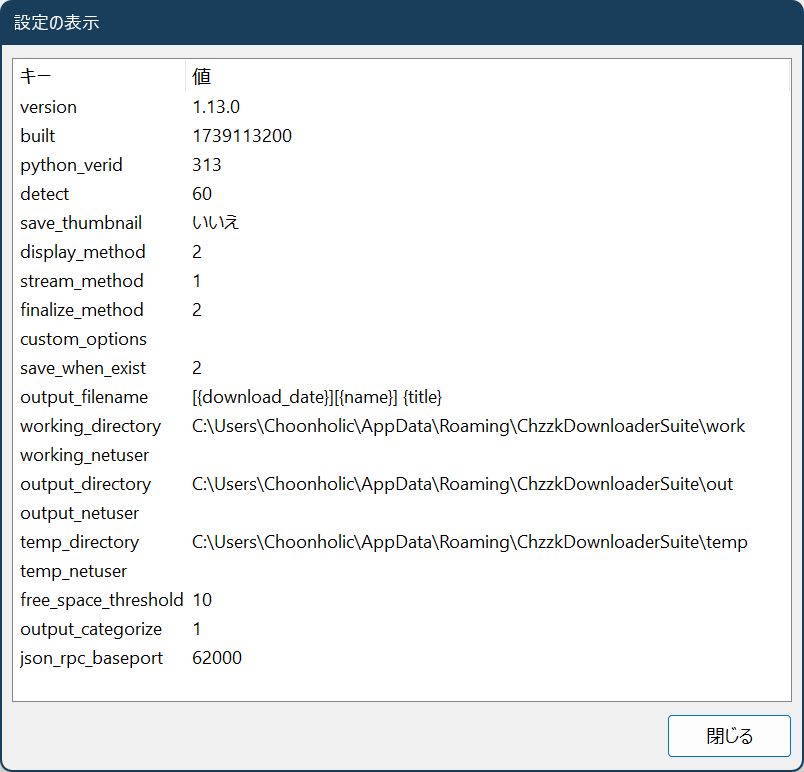 設定の表示
キー 値
version 1.13.0
built 1739113200
python_verid 313
detect 60
save_thumbnail いいえ
display_method 2
stream_method 1
finalize_method 2
custom_options
save_when_exist 2
output_filename [{download_date}][{name}] {title}
working_directory C:\Users\Choonholic\AppData\Roaming\ChzzkDownloaderSuite\work
working_netuser
output_directory C:\Users\Choonholic\AppData\Roaming\ChzzkDownloaderSuite\out
output_netuser
temp_directory C:\Users\Choonholic\AppData\Roaming\ChzzkDownloaderSuite\temp
temp_netuser
free_space_threshold 10
output_categorize 1
json_rpc_baseport 62000
閉じる